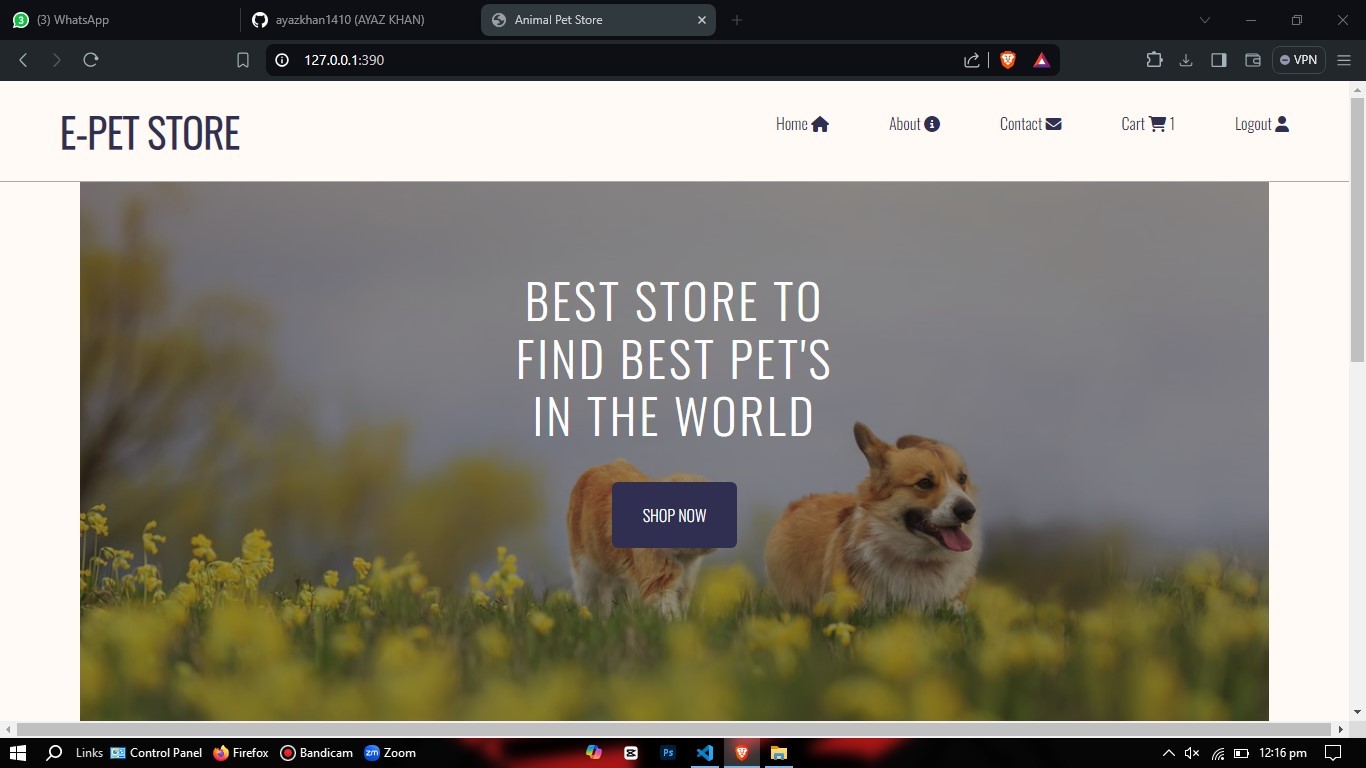 3 (3) WhatsApp
ayazkhan1410 (AYAZ KHAN)
Animal Pet Store
127.0.0.1:390
VPN
E-PET STORE
Home
About
Contact
Cart 1
Logout
BEST STORE TO
FIND BEST PET'S
IN THE WORLD
SHOP NOW
Links
Control Panel
Firefox
Bandicam
zm Zoom
Ps
12:16 pm